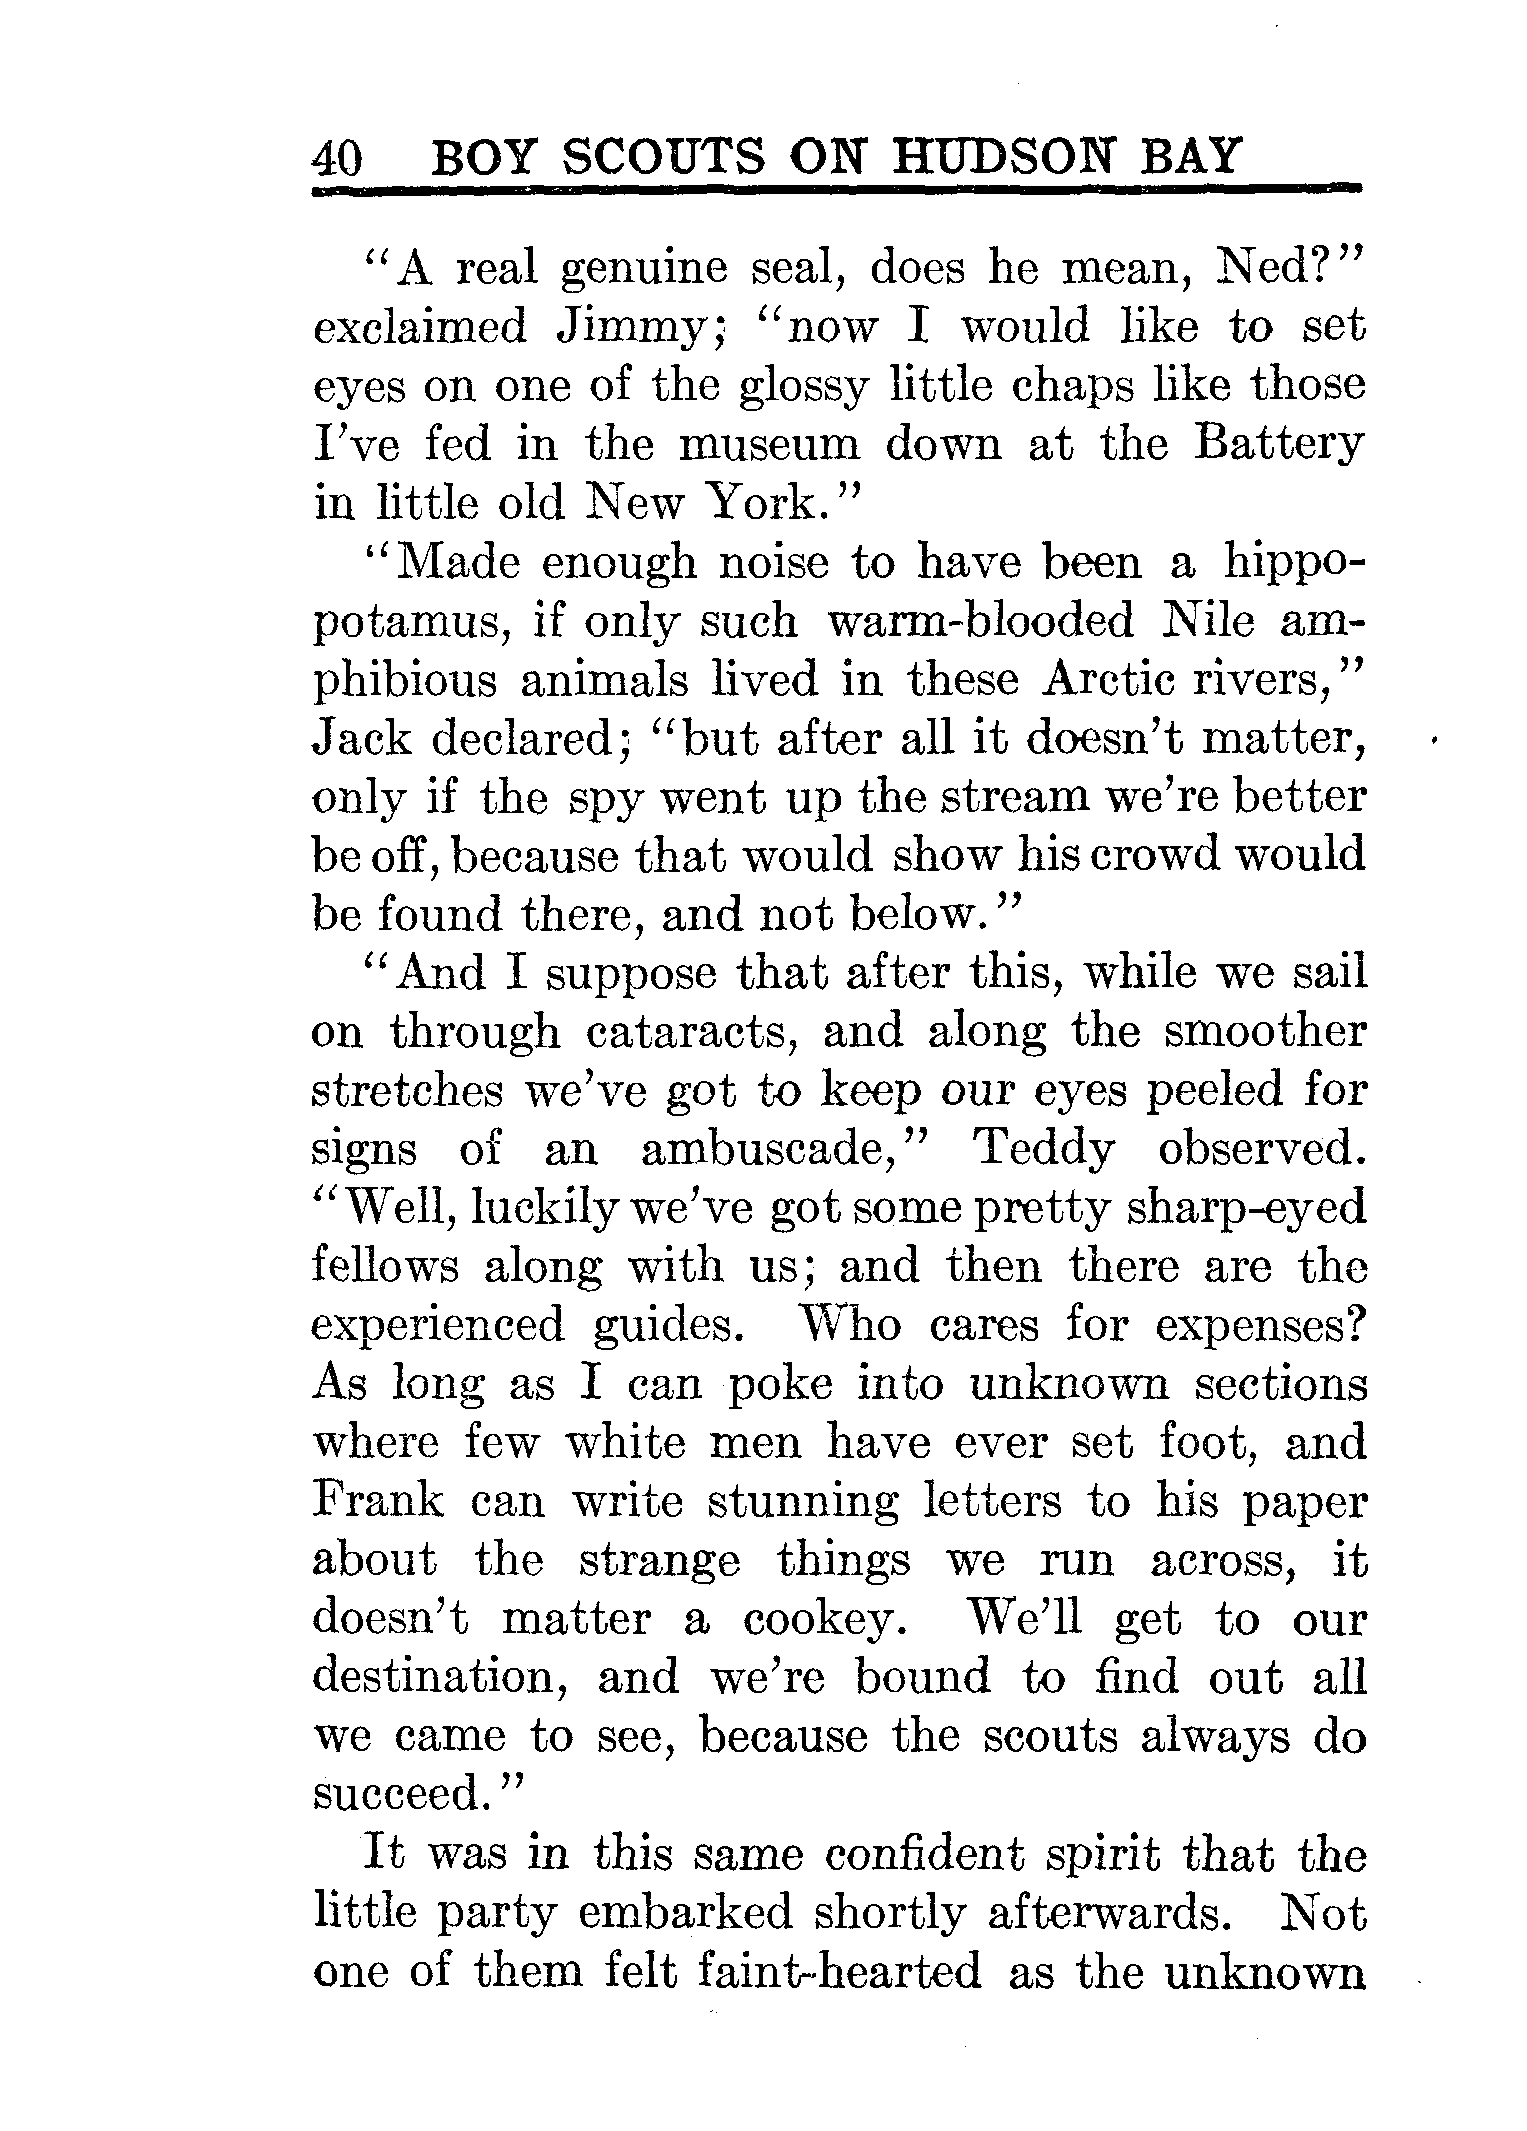 40 BOY SCOUTS ON HUDSON BAY
"A real genuine seal, does he mean, Ned?"
exclaimed Jimmy; "now I would like to set
eyes on one of the glossy little chaps like those
I've fed in the museum down at the Battery
in little old New York."
"Made enough noise to have been a hippo-
potamus, if only such warm-blooded Nile am-
phibious animals lived in these Arctic rivers,"
Jack declared; "but after all it doesn't matter,
only if the spy went up the stream we're better
be off, because that would show his crowd would
be found there, and not below."
"And I suppose that after this, while we sail
on through cataracts, and along the smoother
stretches we've got to keep our eyes peeled for
signs of an ambuscade," Teddy observed.
"Well, luckily we've got some pretty sharp-eyed
fellows along with us; and then there are the
experienced guides. Who cares for expenses?
As long as I can poke into unknown sections
where few white men have ever set foot, and
Frank can write stunning letters to his paper
about the strange things we run across, it
doesn't matter a cookey. We'll get to our
destination, and we're bound to find out all
we came to see, because the scouts always do
succeed."
It was in this same confident spirit that the
little party embarked shortly afterwards. Not
one of them felt faint-hearted as the unknown